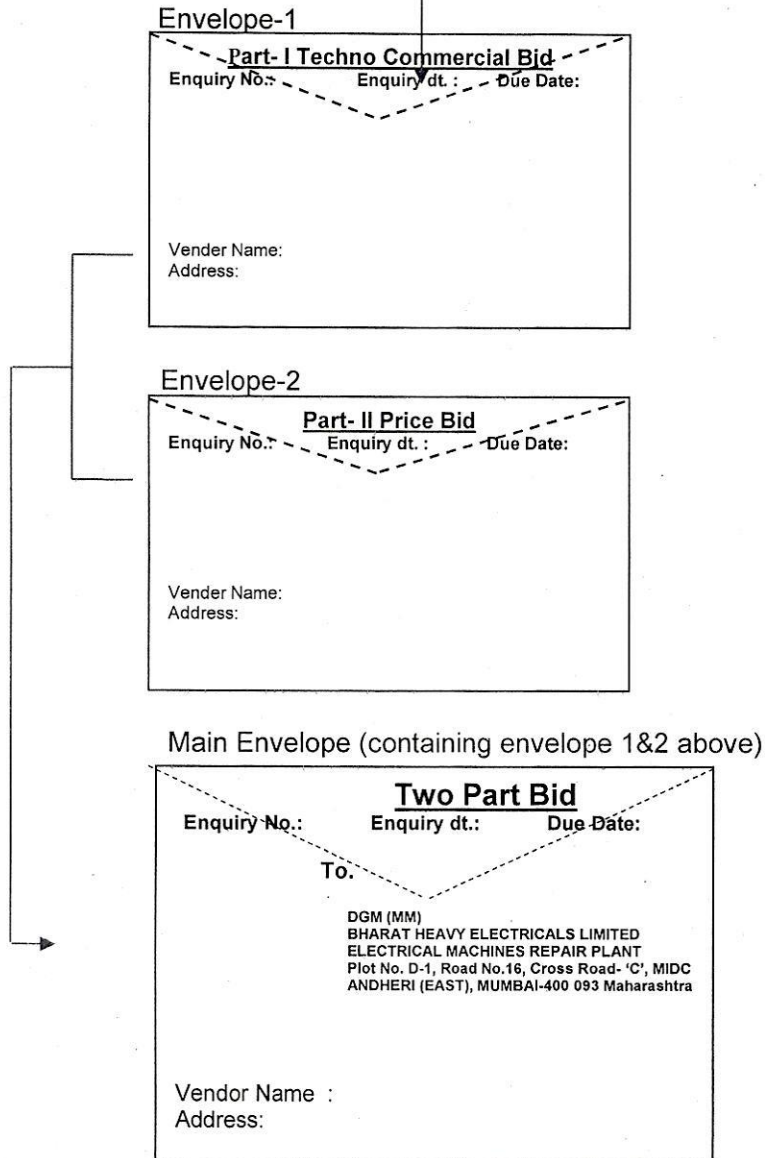 Envelope-1
Part- I Techno Commercial Bid
Enquiry No.: Enquiry dt. : Due Date:
Vender Name:
Address:
Envelope-2
Part- II Price Bid
Enquiry No.: Enquiry dt. : Due Date:
Vender Name:
Address:
Main Envelope (containing envelope 1&2 above)
Two Part Bid
Enquiry No.: Enquiry dt.: Due Date:
To.
DGM (MM)
BHARAT HEAVY ELECTRICALS LIMITED
ELECTRICAL MACHINES REPAIR PLANT
Plot No. D-1, Road No.16, Cross Road- ‘C’, MIDC
ANDHERI (EAST), MUMBAI-400 093 Maharashtra
Vendor Name :
Address: